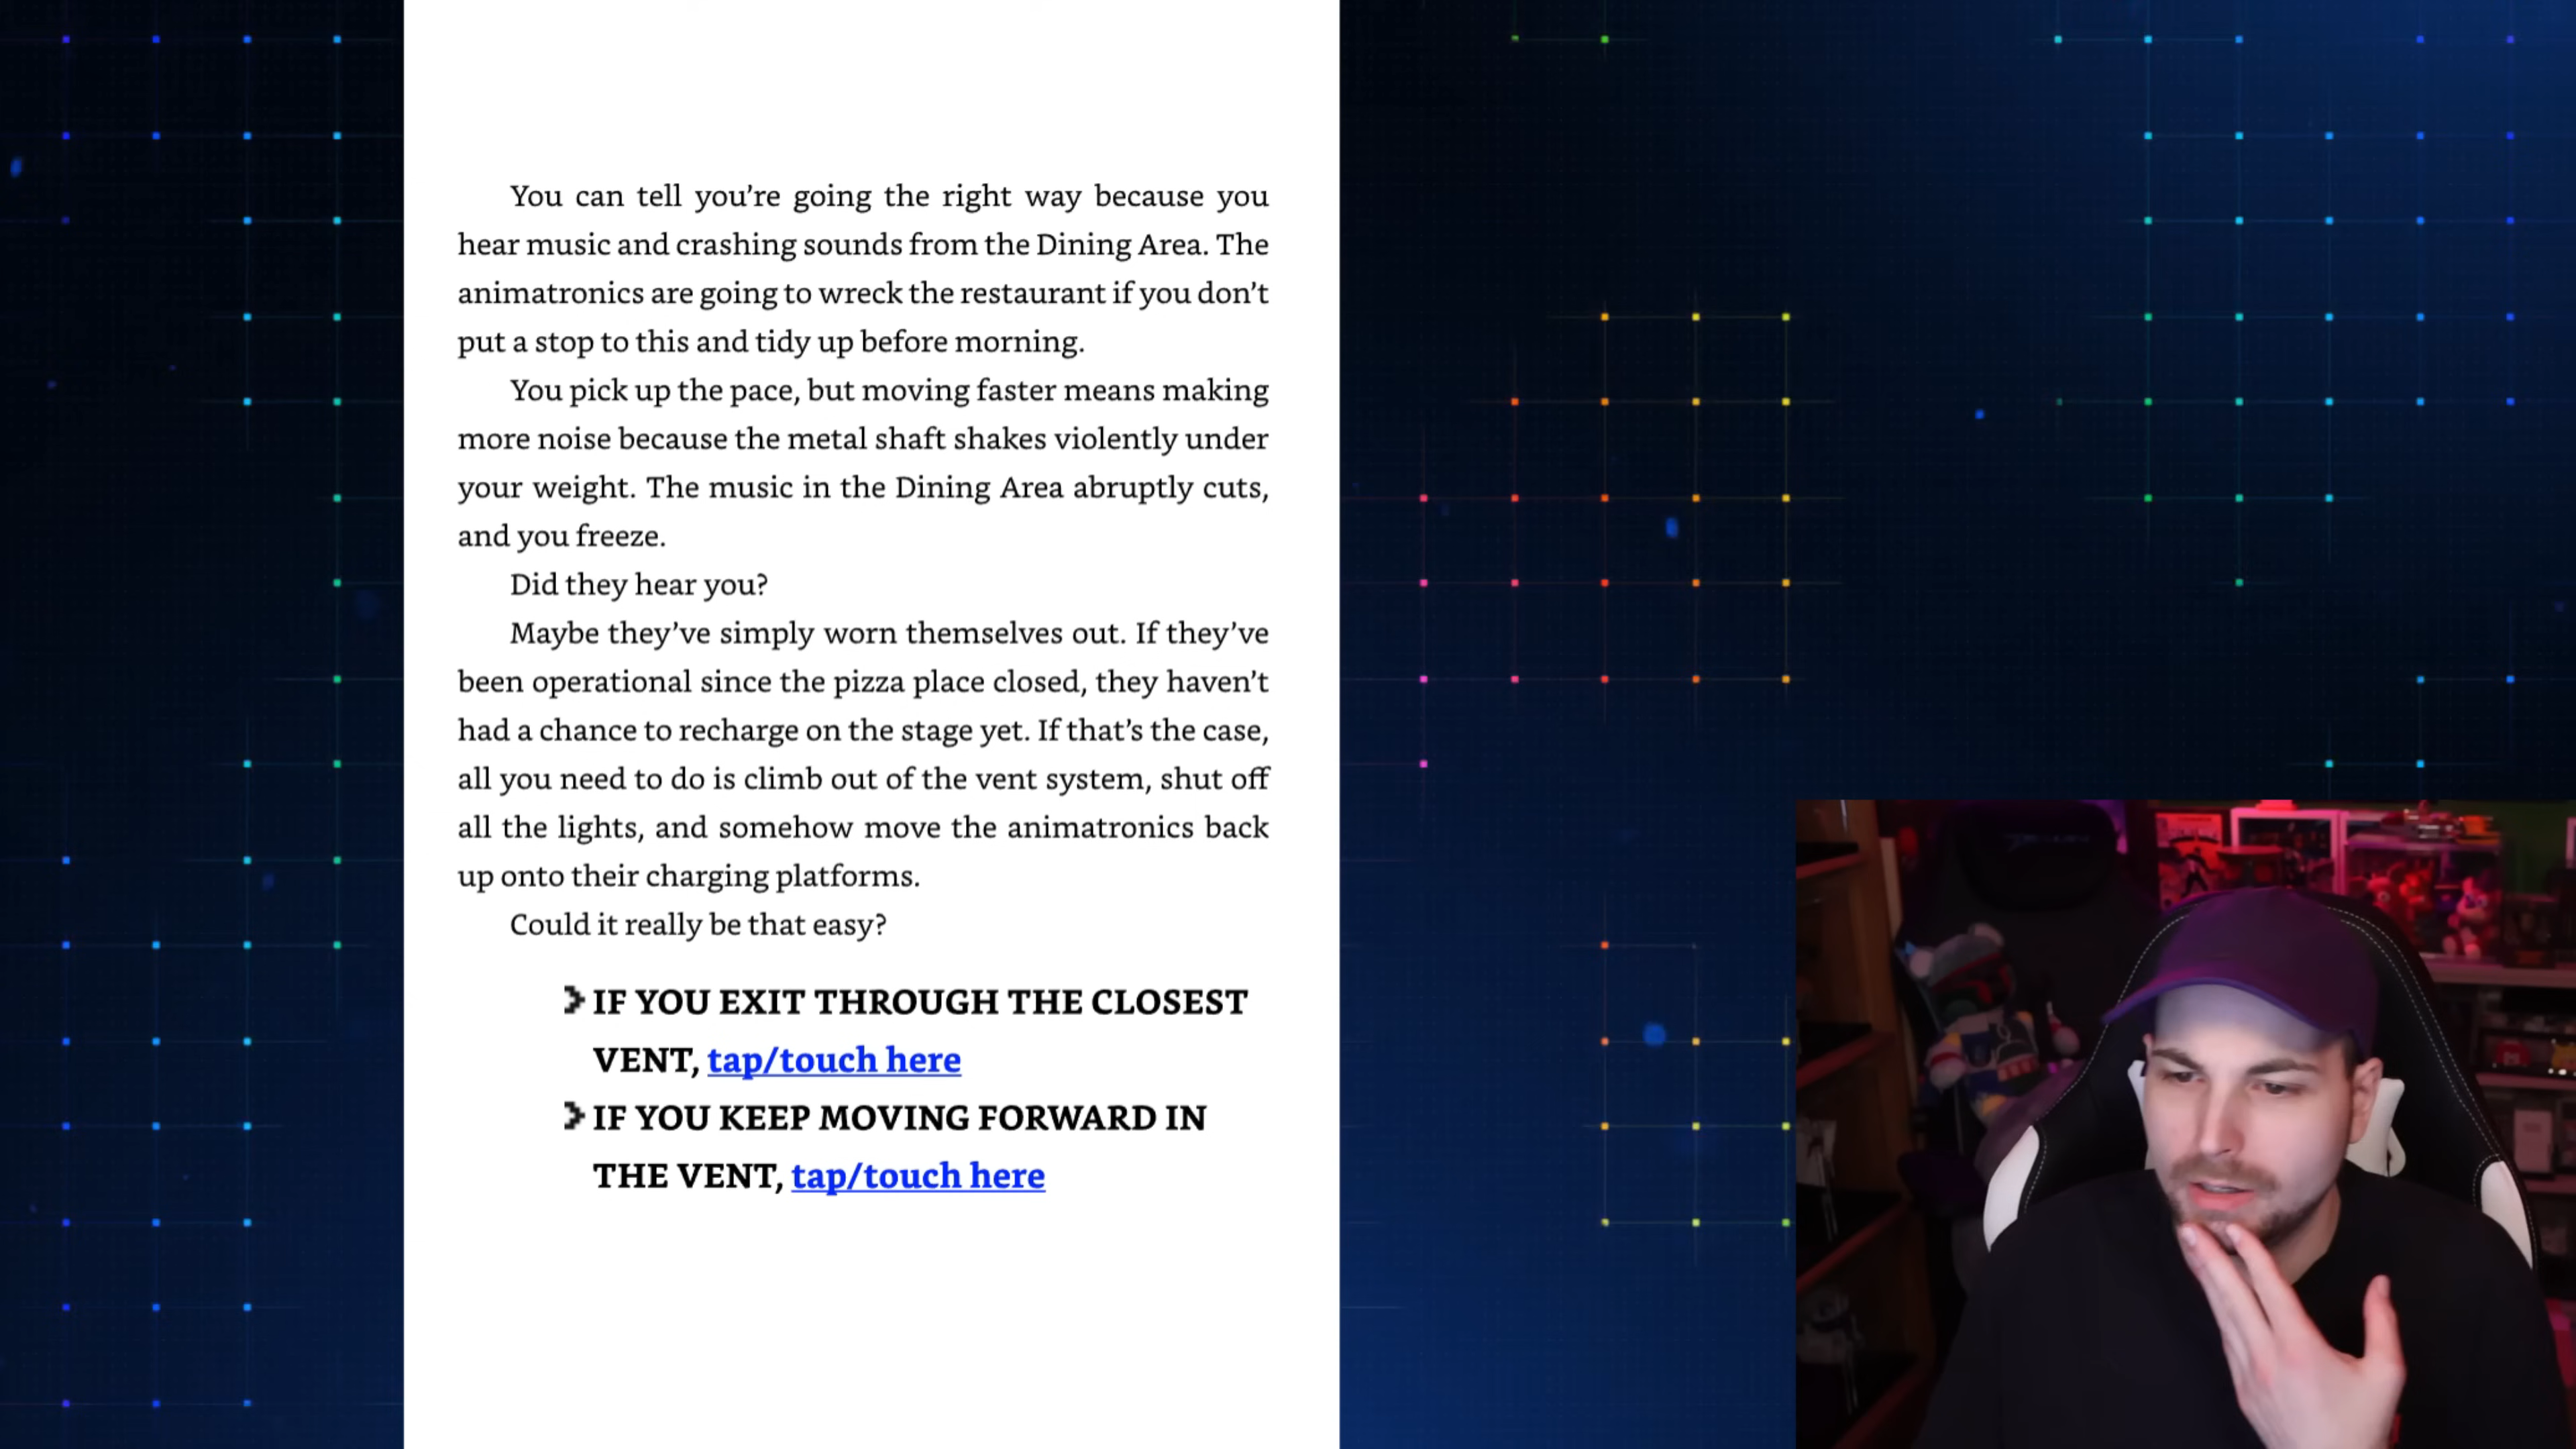 You can tell you’re going the right way because you
hear music and crashing sounds from the Dining Area. The
animatronics are going to wreck the restaurant if you don’t
put a stop to this and tidy up before morning.
You pick up the pace, but moving faster means making
more noise because the metal shaft shakes violently under
your weight. The music in the Dining Area abruptly cuts,
and you freeze.
Did they hear you?
Maybe they’ve simply worn themselves out. If they’ve
been operational since the pizza place closed, they haven’t
had a chance to recharge on the stage yet. If that’s the case,
all you need to do is climb out of the vent system, shut off
all the lights, and somehow move the animatronics back
up onto their charging platforms.
Could it really be that easy?
IF YOU EXIT THROUGH THE CLOSEST
VENT, tap/touch here
IF YOU KEEP MOVING FORWARD IN
THE VENT, tap/touch here